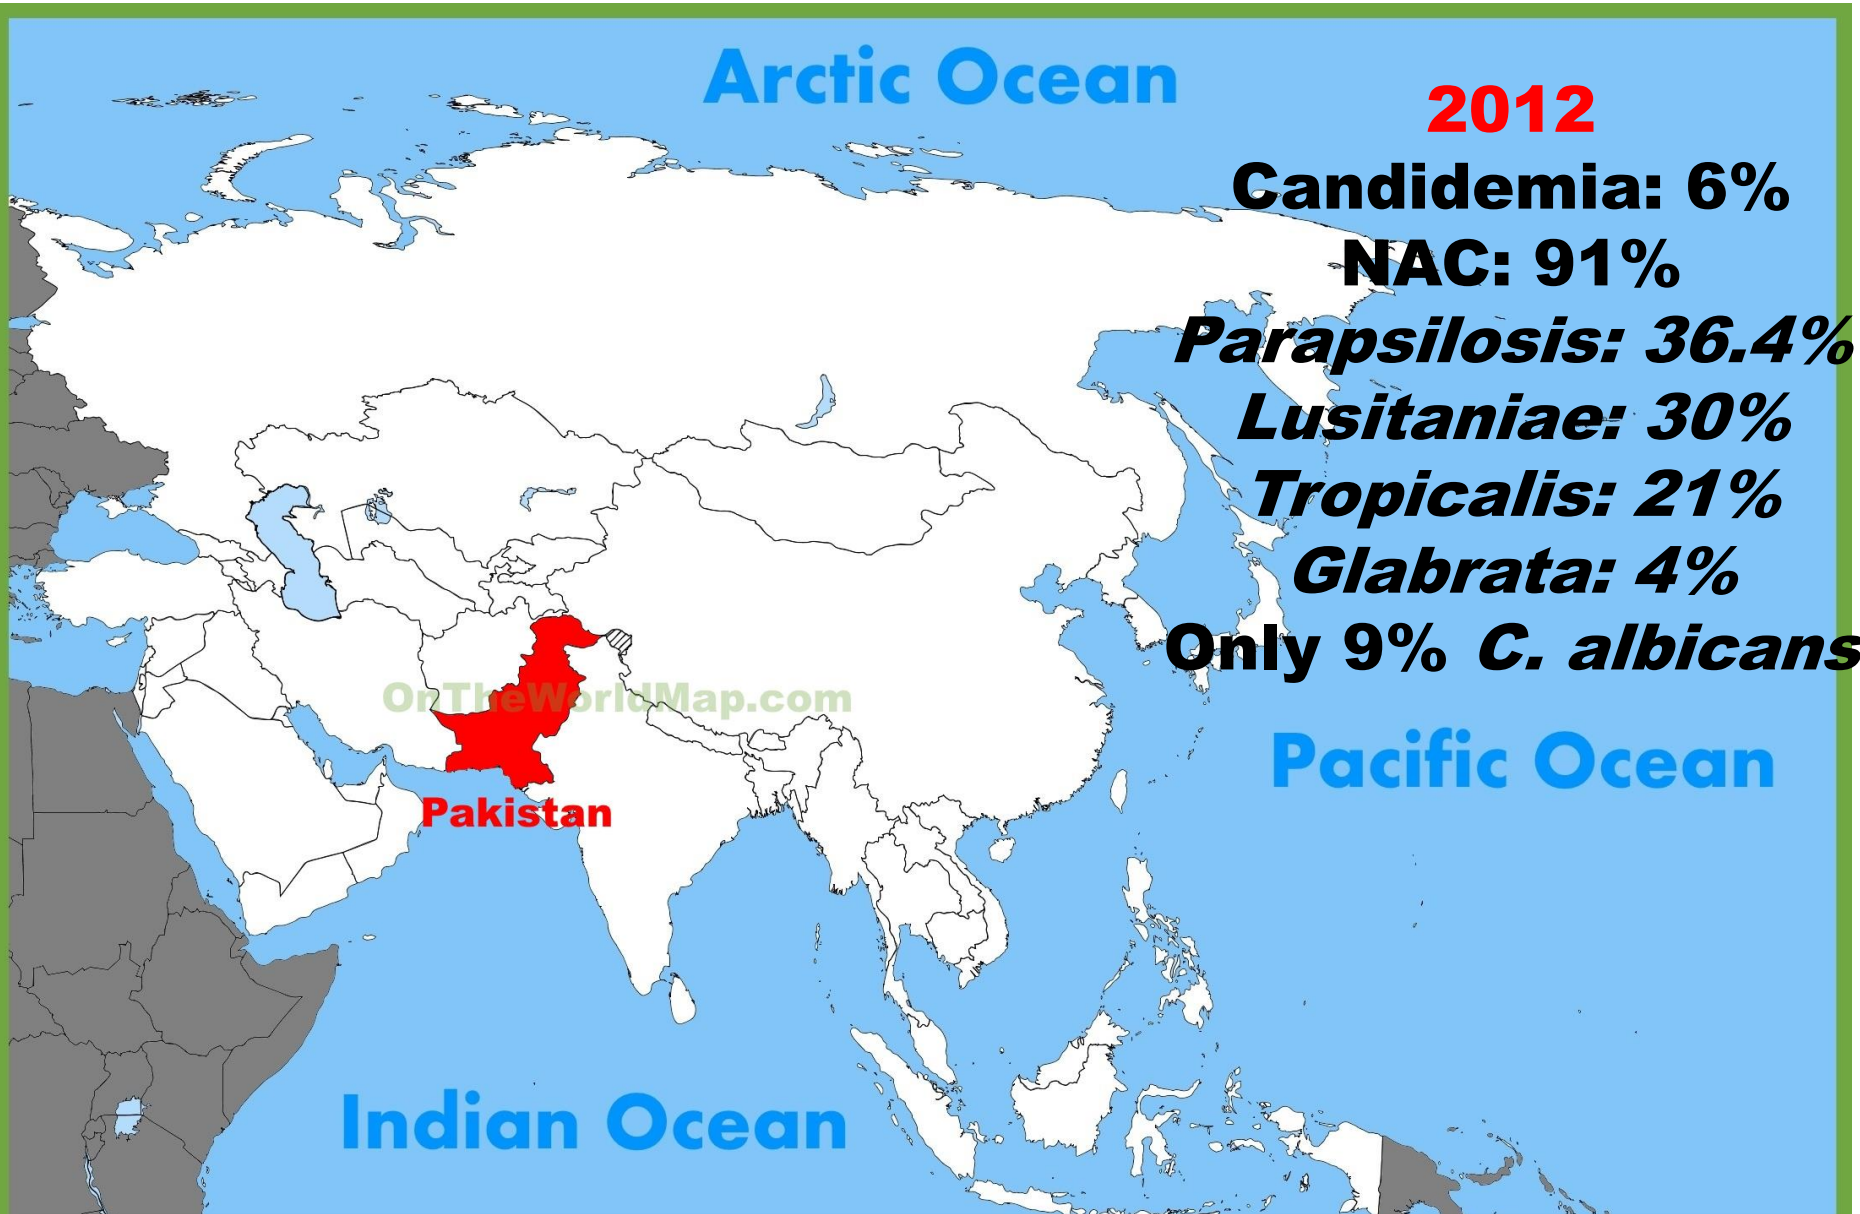 Arctic Ocean
2012
Candidemia: 6%
NAC: 91%
Parapsilosis: 36.4%
Lusitaniae: 30%
Tropicalis: 21%
Glabrata: 4%
Only 9% C. albicans
OnTheWorldMap.com
Pacific Ocean
Pakistan
Indian Ocean